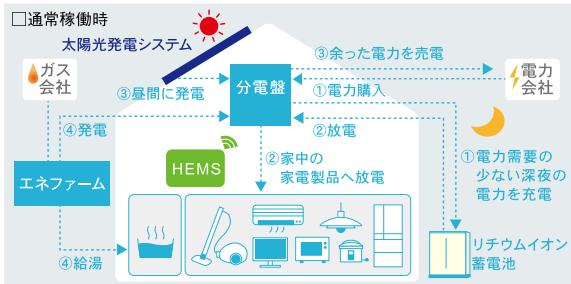 □通常稼働時
太陽光発電システム
ガス
会社
③余った電力を売電
電力
会社
③昼間に発電
分電盤
①電力購入
④発電
②放電
HEMS
②家中の
家電製品へ放電
①電力需要の
少ない深夜の
電力を充電
エネファーム
④給湯
リチウムイオン
蓄電池